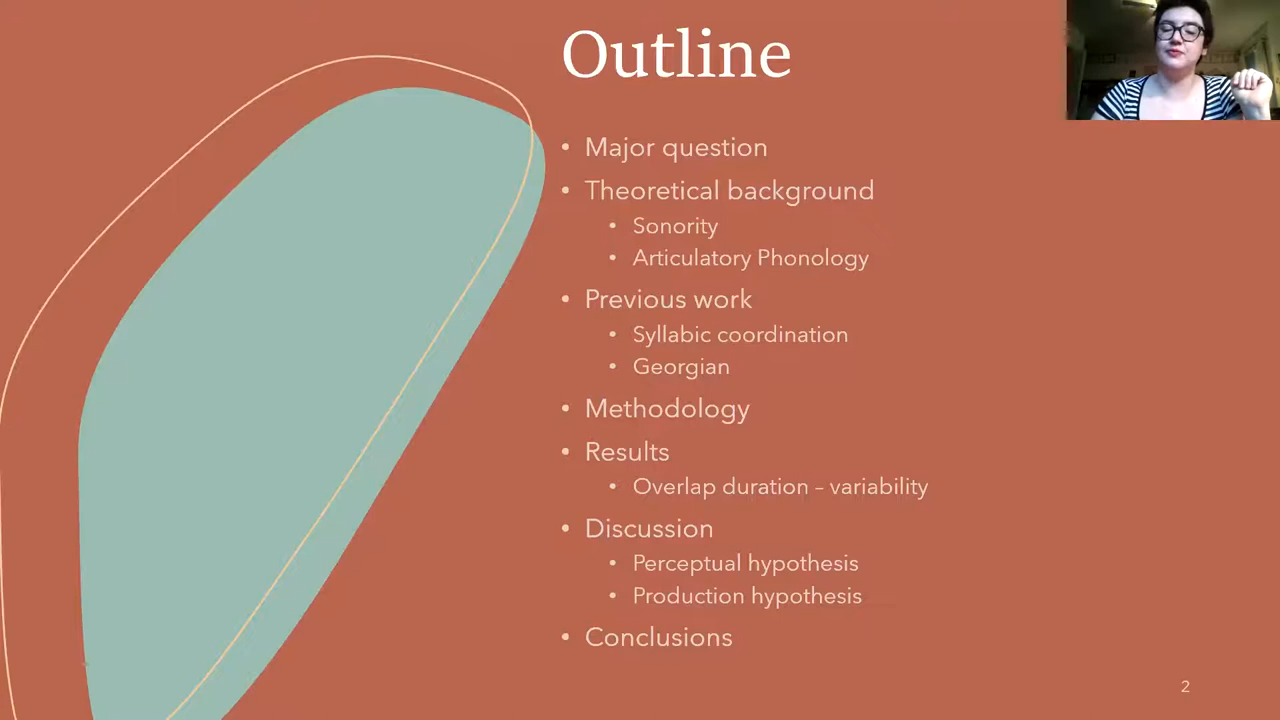 Outline
• Major question
• Theoretical background
• Sonority
• Articulatory Phonology
• Previous work
• Syllabic coordination
• Georgian
• Methodology
• Results
• Overlap duration – variability
• Discussion
• Perceptual hypothesis
• Production hypothesis
• Conclusions
2